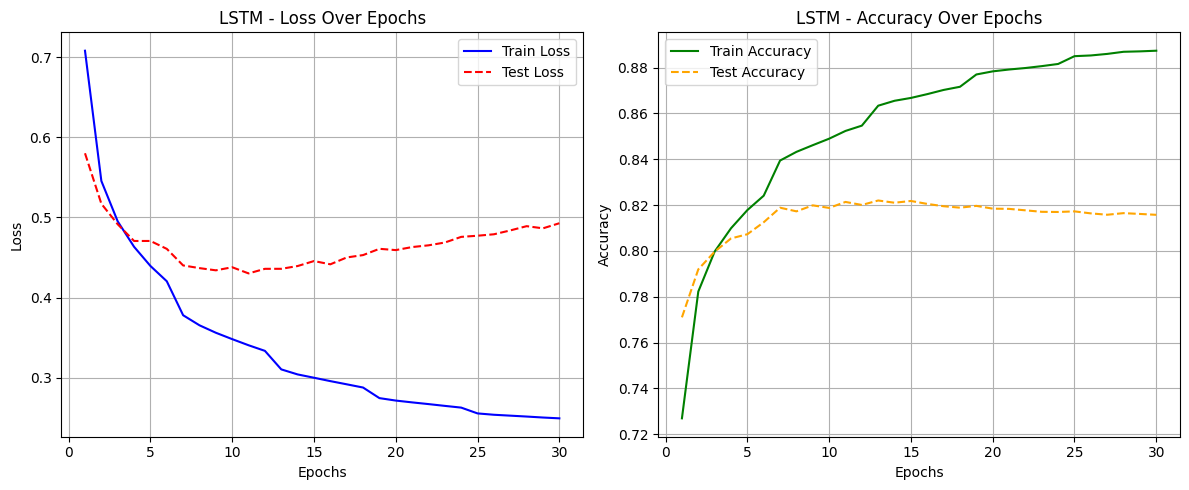 LSTM - Loss Over Epochs
Train Loss
Test Loss
Loss
0.7
0.6
0.5
0.4
0.3
0
5
10
15
20
25
30
Epochs
LSTM - Accuracy Over Epochs
Train Accuracy
Test Accuracy
Accuracy
0.88
0.86
0.84
0.82
0.80
0.78
0.76
0.74
0.72
0
5
10
15
20
25
30
Epochs